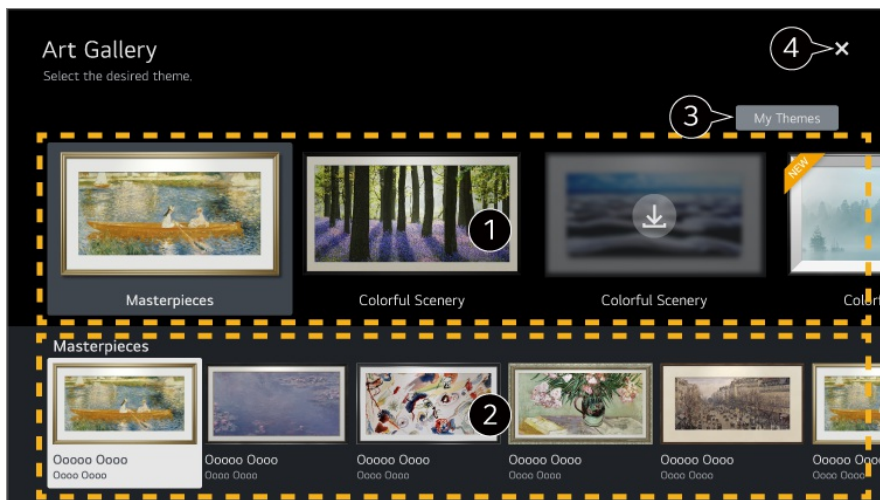 Art Gallery
Select the desired theme.
4
3
My Themes
NEW
1
Masterpieces
Colorful Scenery
Colorful Scenery
Masterpieces
2
Ooooo Oooo
Ooooo Oooo
Ooooo Oooo
Ooooo Oooo
Ooooo Oooo
Ooooo Oooo
Oooo Oooo
Oooo Oooo
Oooo Oooo
Oooo Oooo
Oooo Oooo
Oooo Oooo